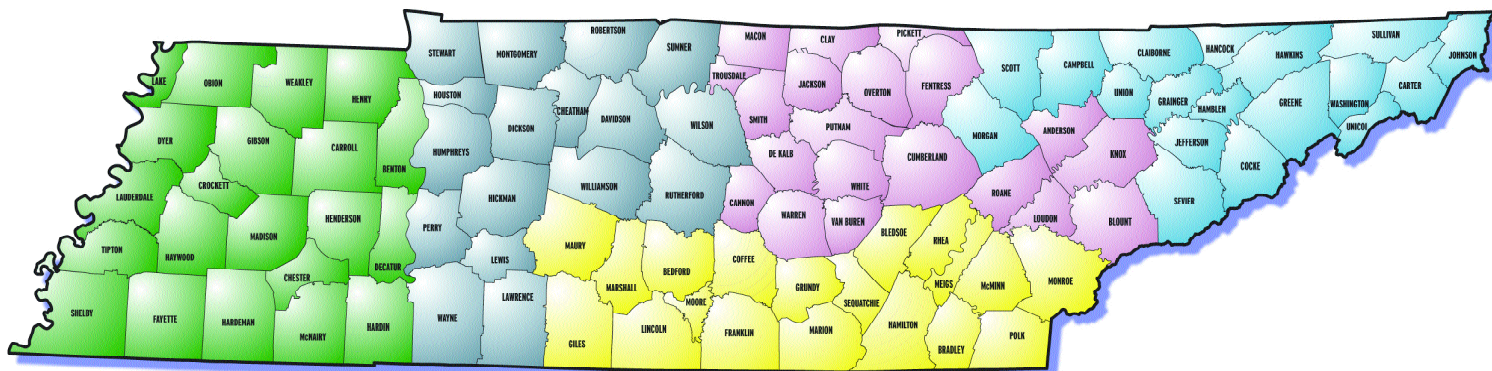 STEWART
MONTGOMERY
ROBERTSON
SUMNER
MACON
CLAY
PICKETT
SCOTT
CAMPBELL
CLAIBORNE
HANCOCK
HAWKINS
SULLIVAN
JOHNSON
LAKE
OBION
WEAKLEY
HENRY
HOUSTON
CHEATHAM
TROUSDALE
JACKSON
OVERTON
FENTRESS
UNION
GRAINGER
HAMBLEN
GREENE
WASHINGTON
CARTER
UNICOI
DYER
GIBSON
CARROLL
BENTON
HUMPHREYS
DICKSON
DAVIDSON
WILSON
SMITH
PUTNAM
MORGAN
ANDERSON
KNOX
JEFFERSON
COCKE
LAUDERDALE
CROCKETT
HENDERSON
HICKMAN
WILLIAMSON
RUTHERFORD
DE KALB
WHITE
CUMBERLAND
CANNON
WARREN
VAN BUREN
ROANE
LOUDON
BLOUNT
SEVIER
TIPTON
HAYWOOD
MADISON
CHESTER
DECATUR
PERRY
LEWIS
MAURY
MARSHALL
BEDFORD
COFFEE
GRUNDY
SEQUATCHIE
BLEDSOE
RHEA
MEIGS
McMINN
MONROE
SHELBY
FAYETTE
HARDEMAN
McNAIRY
HARDIN
WAYNE
LAWRENCE
GILES
LINCOLN
MOORE
FRANKLIN
MARION
HAMILTON
BRADLEY
POLK